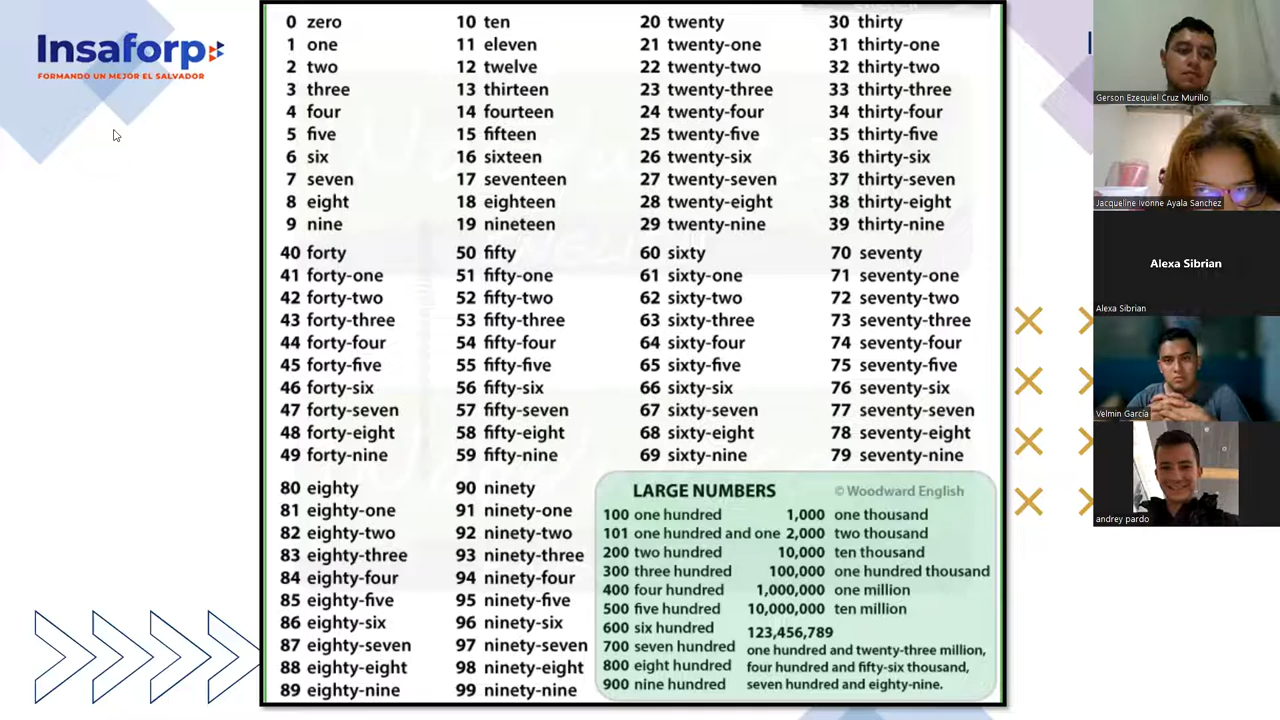 Insaforp
FORMANDO UN MEJOR EL SALVADOR
0 zero
1 one
2 two
3 three
4 four
5 five
6 six
7 seven
8 eight
9 nine
10 ten
11 eleven
12 twelve
13 thirteen
14 fourteen
15 fifteen
16 sixteen
17 seventeen
18 eighteen
19 nineteen
20 twenty
21 twenty-one
22 twenty-two
23 twenty-three
24 twenty-four
25 twenty-five
26 twenty-six
27 twenty-seven
28 twenty-eight
29 twenty-nine
30 thirty
31 thirty-one
32 thirty-two
33 thirty-three
34 thirty-four
35 thirty-five
36 thirty-six
37 thirty-seven
38 thirty-eight
39 thirty-nine
40 forty
41 forty-one
42 forty-two
43 forty-three
44 forty-four
45 forty-five
46 forty-six
47 forty-seven
48 forty-eight
49 forty-nine
50 fifty
51 fifty-one
52 fifty-two
53 fifty-three
54 fifty-four
55 fifty-five
56 fifty-six
57 fifty-seven
58 fifty-eight
59 fifty-nine
60 sixty
61 sixty-one
62 sixty-two
63 sixty-three
64 sixty-four
65 sixty-five
66 sixty-six
67 sixty-seven
68 sixty-eight
69 sixty-nine
70 seventy
71 seventy-one
72 seventy-two
73 seventy-three
74 seventy-four
75 seventy-five
76 seventy-six
77 seventy-seven
78 seventy-eight
79 seventy-nine
80 eighty
81 eighty-one
82 eighty-two
83 eighty-three
84 eighty-four
85 eighty-five
86 eighty-six
87 eighty-seven
88 eighty-eight
89 eighty-nine
90 ninety
91 ninety-one
92 ninety-two
93 ninety-three
94 ninety-four
95 ninety-five
96 ninety-six
97 ninety-seven
98 ninety-eight
99 ninety-nine
LARGE NUMBERS © Woodward English
100 one hundred
101 one hundred and one
200 two hundred
300 three hundred
400 four hundred
500 five hundred
600 six hundred
700 seven hundred
800 eight hundred
900 nine hundred
1,000 one thousand
2,000 two thousand
10,000 ten thousand
100,000 one hundred thousand
1,000,000 one million
10,000,000 ten million
123,456,789
one hundred and twenty-three million,
four hundred and fifty-six thousand,
seven hundred and eighty-nine.
Gerson Ezequiel Cruz Murillo
Jacqueline Ivonne Ayala Sanchez
Alexa Sibrian
Alexa Sibrian
Velmin García
andrey pardo